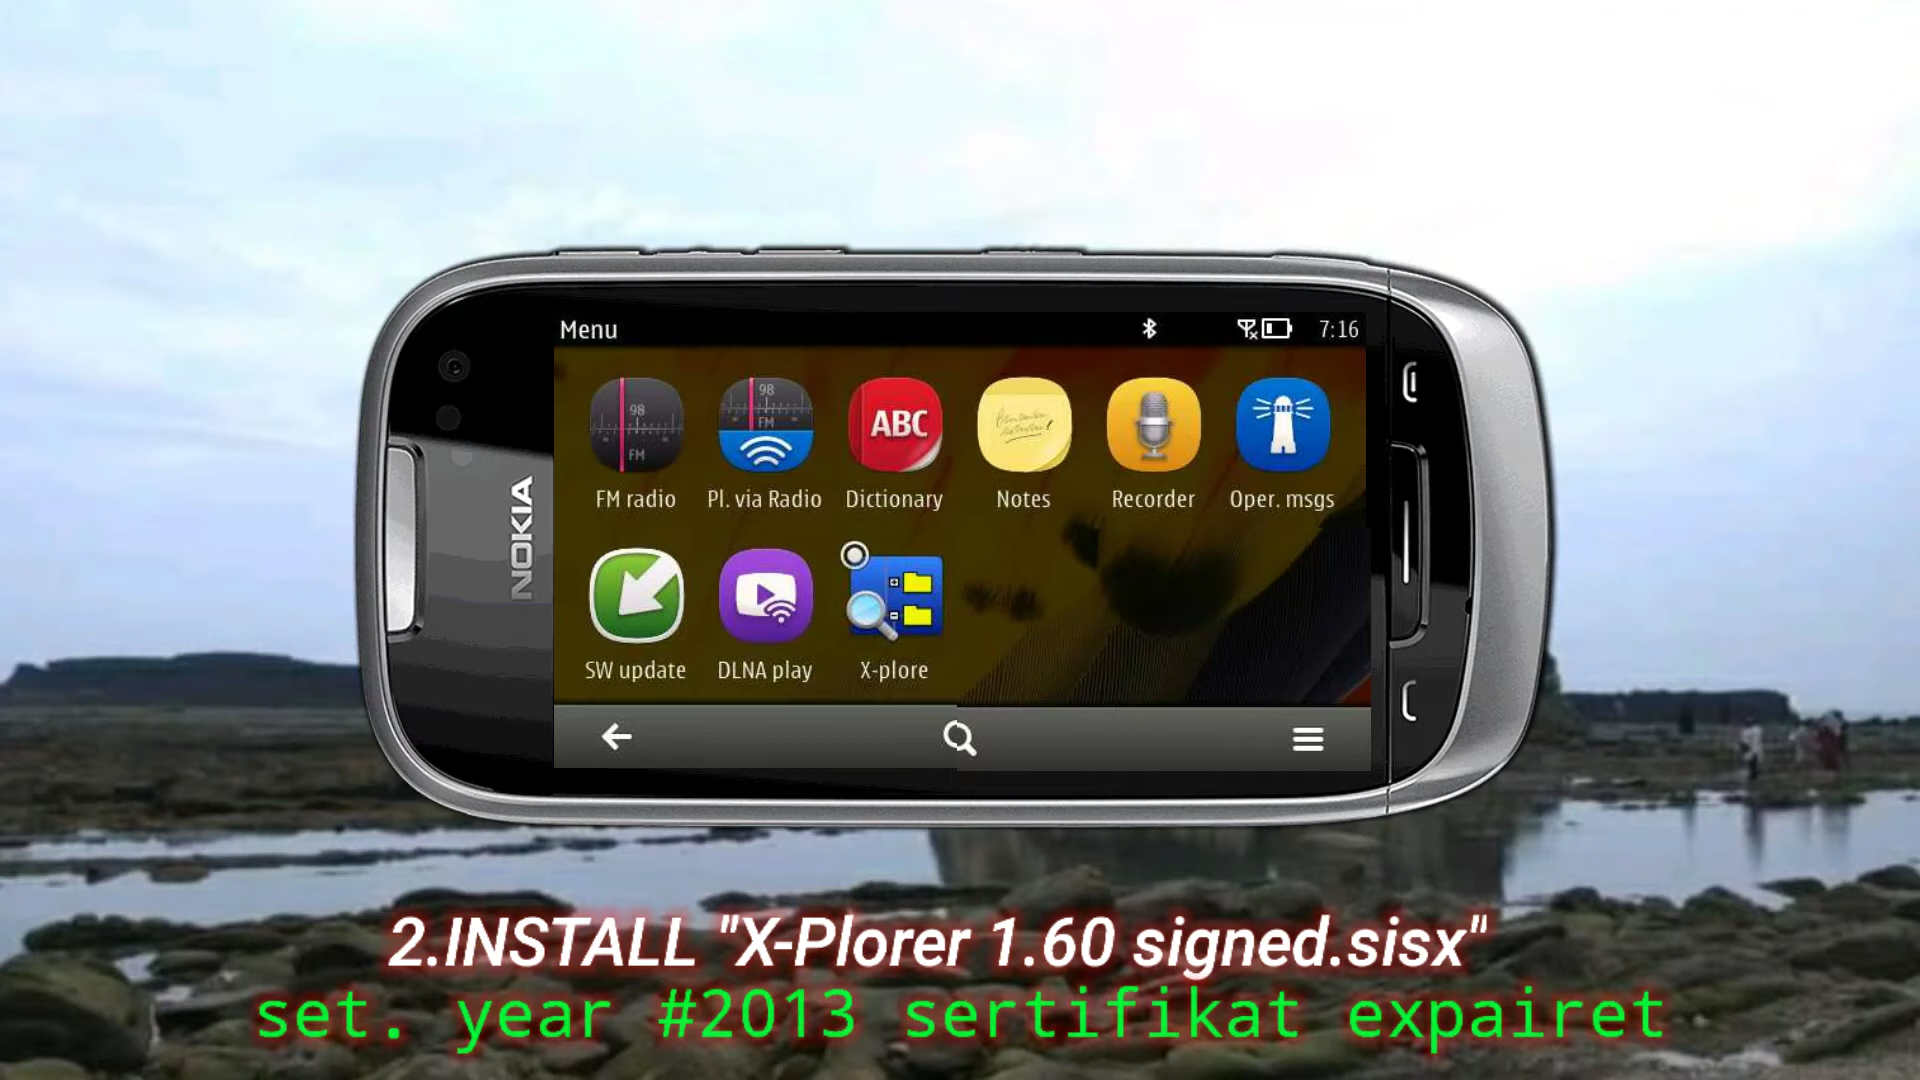 Menu
7:16
98
FM
98
FM
ABC
FM radio
Pl. via Radio
Dictionary
Notes
Recorder
Oper. msgs
SW update
DLNA play
X-plore
NOKIA
2.INSTALL "X-Plorer 1.60 signed.sisx"
set. year #2013 sertifikat expairet